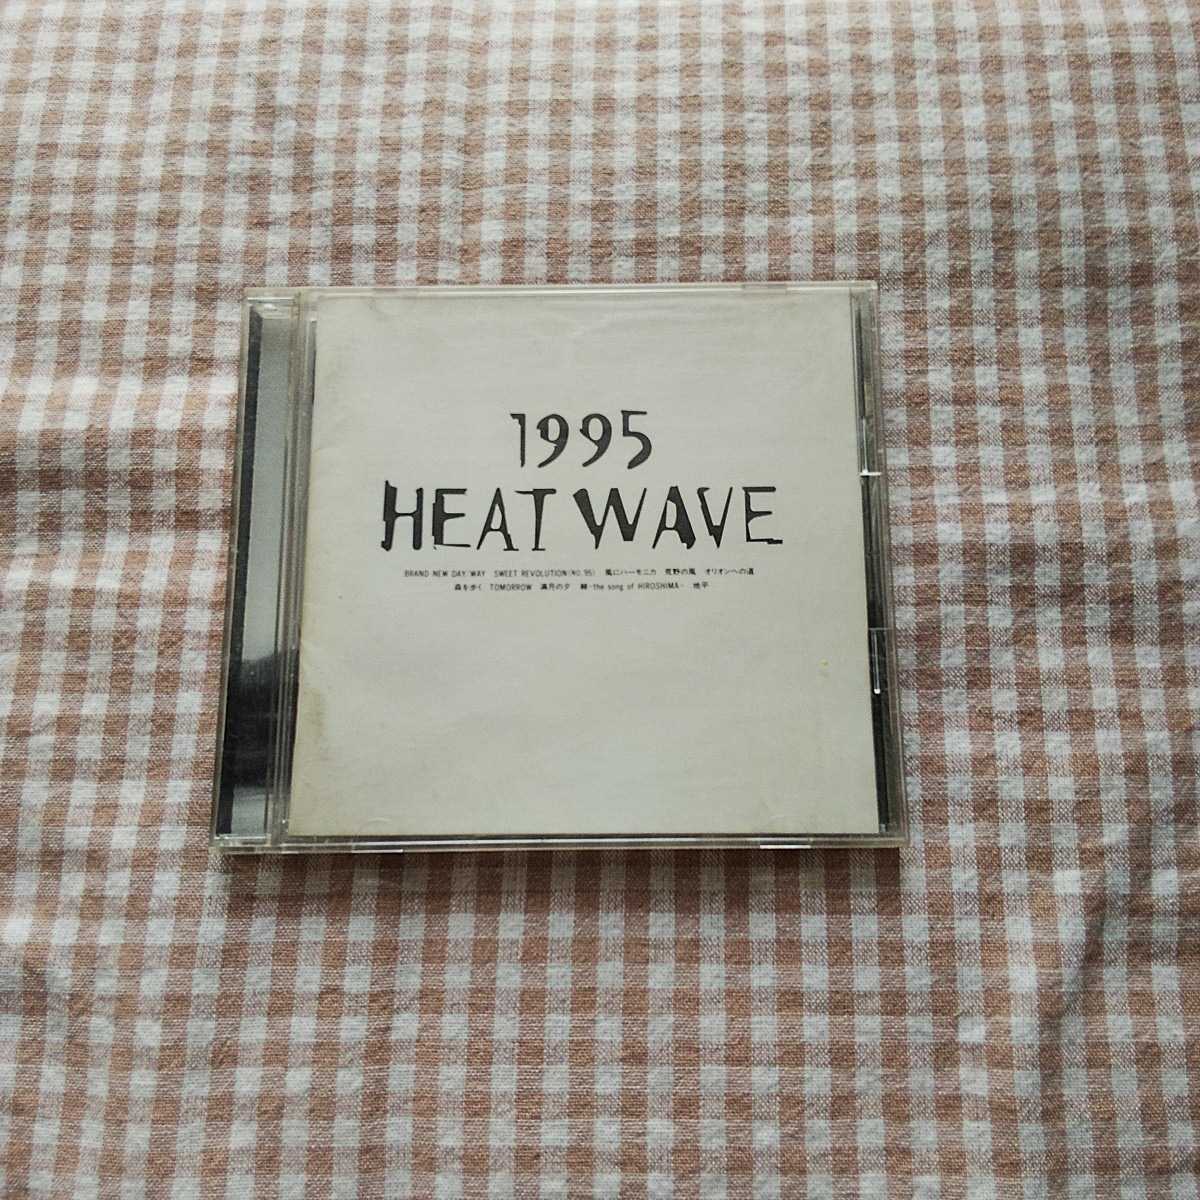 1995
HEAT WAVE
BRAND NEW DAY/WAY SWEET REVOLUTION(NO.95) 風にハーモニカ 荒野の風 オリオンへの道
森を歩く TOMORROW 満月の夕 -the song of HIROSHIMA- 地平